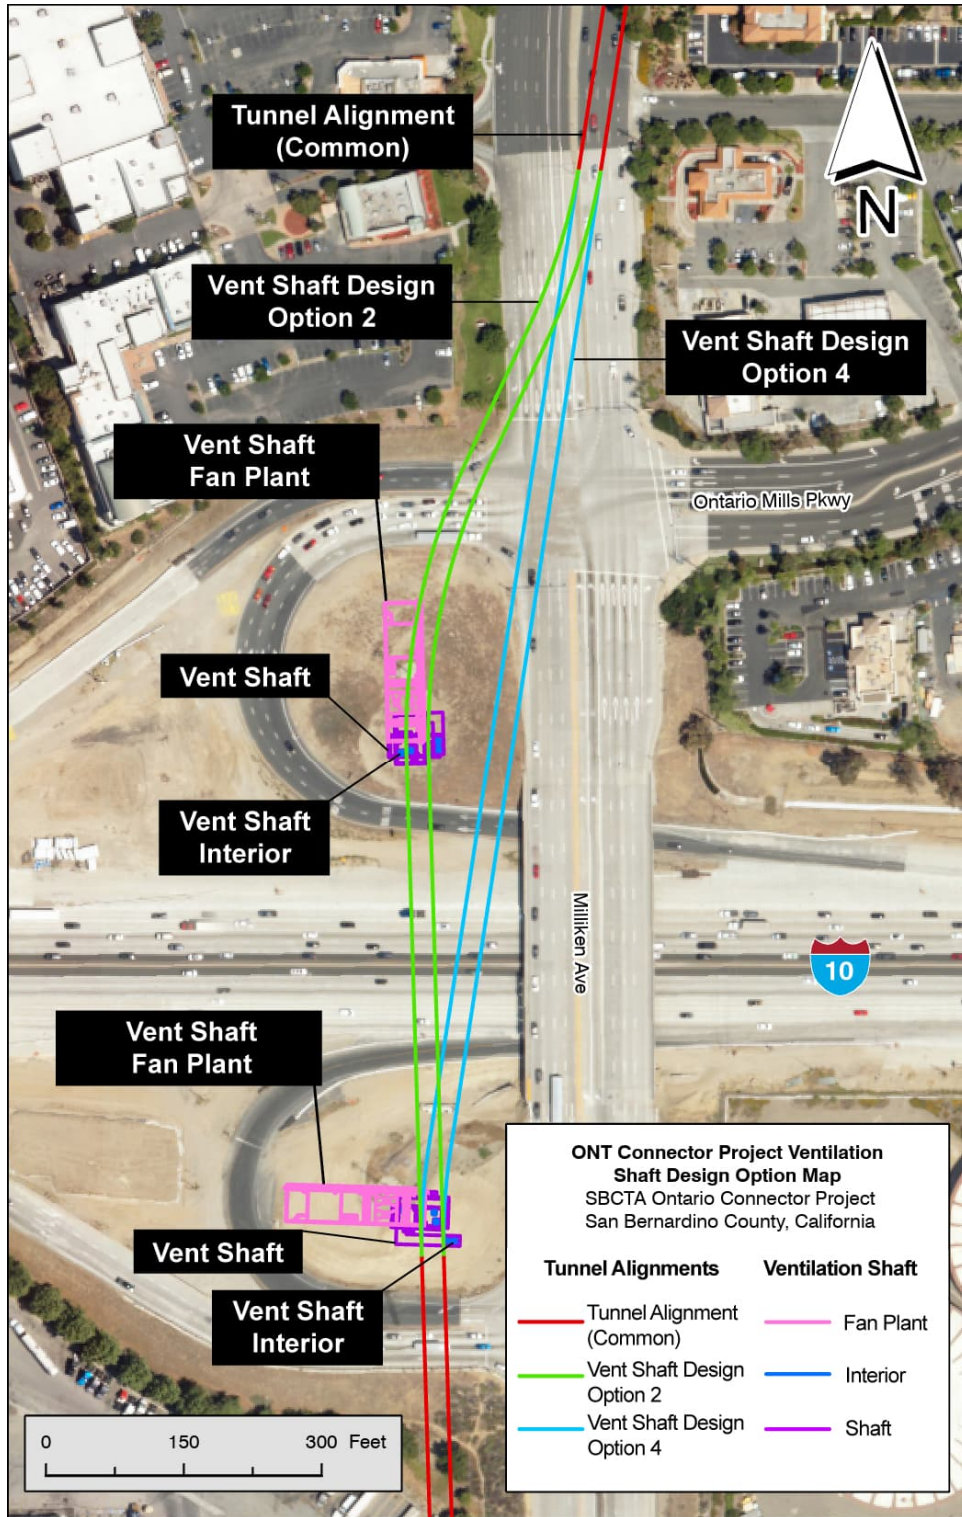 Tunnel Alignment
(Common)
N
Vent Shaft Design
Option 2
Vent Shaft Design
Option 4
Vent Shaft
Fan Plant
Ontario Mills Pkwy
Vent Shaft
Vent Shaft
Interior
Milliken Ave
10
Vent Shaft
Fan Plant
Vent Shaft
Vent Shaft
Interior
ONT Connector Project Ventilation
Shaft Design Option Map
SBCTA Ontario Connector Project
San Bernardino County, California
Tunnel Alignments
Tunnel Alignment
(Common)
Vent Shaft Design
Option 2
Vent Shaft Design
Option 4
Ventilation Shaft
Fan Plant
Interior
Shaft
0 150 300 Feet